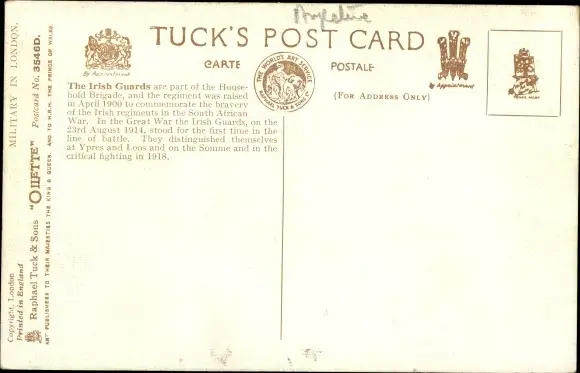 TUCK'S POST CARD
CARTE POSTALE
By Appointment
THE WORLD'S ART SERVICE
RAPHAEL TUCK & SONS
By Appointment
(FOR ADDRESS ONLY)
The Irish Guards are part of the House-
hold Brigade, and the regiment was raised
in April 1900 to commemorate the bravery
of the Irish regiments in the South African
War. In the Great War the Irish Guards, on the
23rd August 1914, stood for the first time in the
line of battle. They distinguished themselves
at Ypres and Loos and on the Somme and in the
critical fighting in 1918.
MILITARY IN LONDON.
Postcard No. 3546D.
Raphael Tuck & Sons "OILETTE"
ART PUBLISHERS TO THEIR MAJESTIES THE KING & QUEEN, AND TO H.R.H. THE PRINCE OF WALES.
Copyright, London
Printed in England